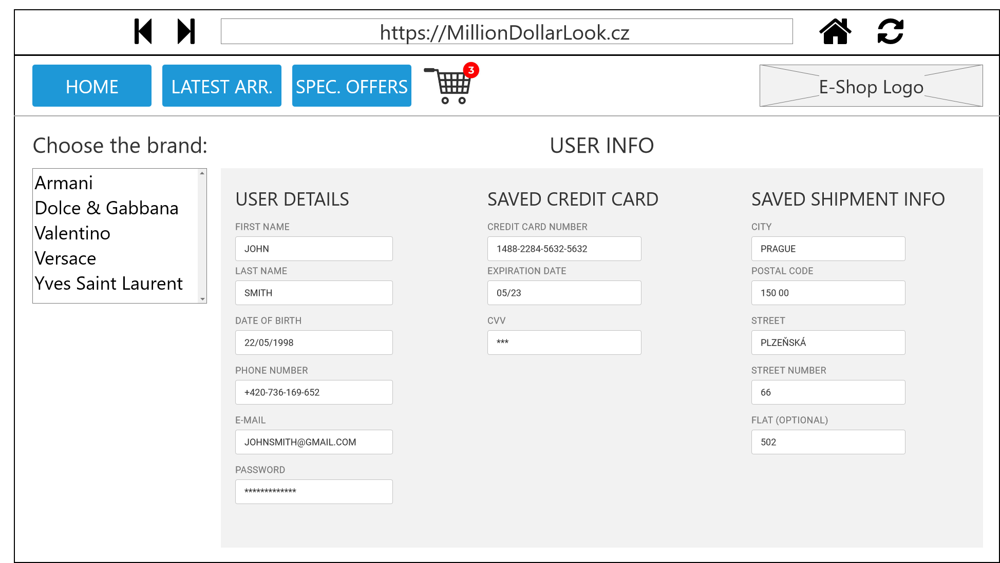 https://MillionDollarLook.cz
HOME
LATEST ARR.
SPEC. OFFERS
3
E-Shop Logo
Choose the brand:
Armani
Dolce & Gabbana
Valentino
Versace
Yves Saint Laurent
USER INFO
USER DETAILS
FIRST NAME
JOHN
LAST NAME
SMITH
DATE OF BIRTH
22/05/1998
PHONE NUMBER
+420-736-169-652
E-MAIL
JOHNSMITH@GMAIL.COM
PASSWORD
*************
SAVED CREDIT CARD
CREDIT CARD NUMBER
1488-2284-5632-5632
EXPIRATION DATE
05/23
CVV
***
SAVED SHIPMENT INFO
CITY
PRAGUE
POSTAL CODE
150 00
STREET
PLZEŇSKÁ
STREET NUMBER
66
FLAT (OPTIONAL)
502